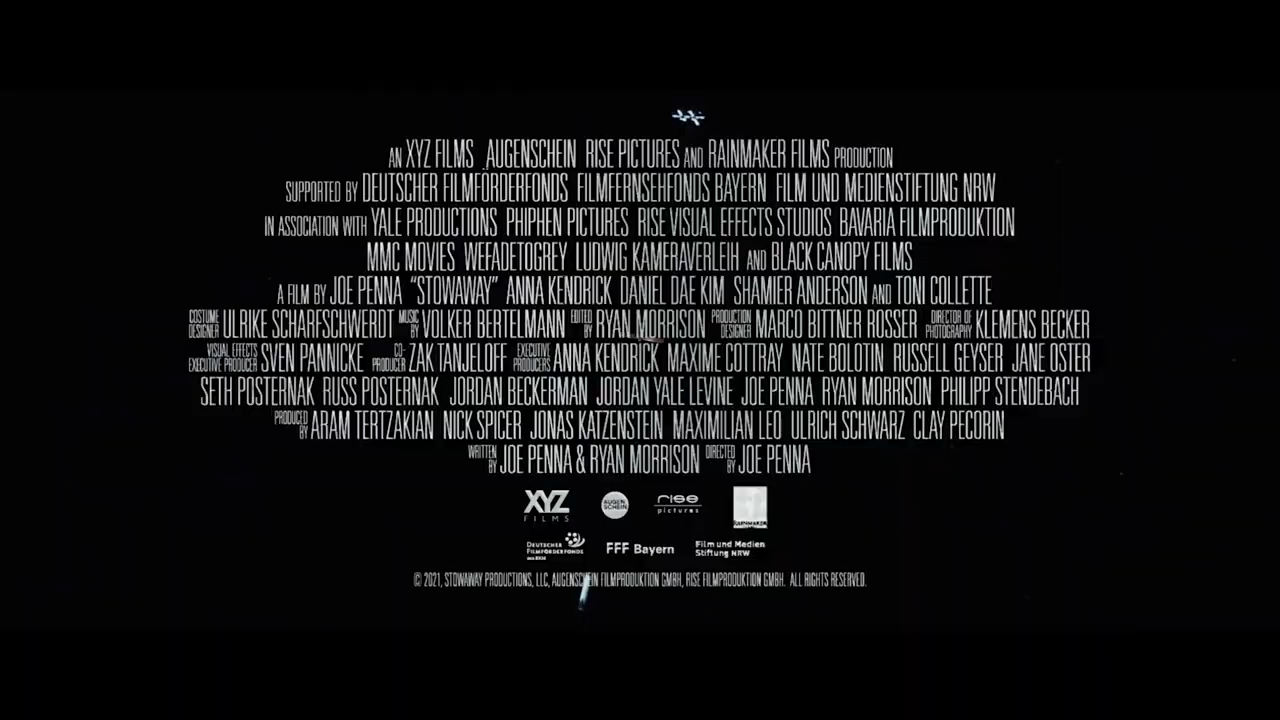 AN XYZ FILMS AUGENSCHEIN RISE PICTURES AND RAINMAKER FILMS PRODUCTION
SUPPORTED BY DEUTSCHER FILMFÖRDERFONDS FILMFERNSEHFONDS BAYERN FILM UND MEDIENSTIFTUNG NRW
IN ASSOCIATION WITH YALE PRODUCTIONS PHIPHEN PICTURES RISE VISUAL EFFECTS STUDIOS BAVARIA FILMPRODUKTION
MMC MOVIES WEFADETOGREY LUDWIG KAMERAVERLEIH AND BLACK CANOPY FILMS
A FILM BY JOE PENNA "STOWAWAY" ANNA KENDRICK DANIEL DAE KIM SHAMIER ANDERSON AND TONI COLLETTE
COSTUME DESIGNER ULRIKE SCHARFSCHWERDT MUSIC BY VOLKER BERTELMANN EDITED BY RYAN MORRISON PRODUCTION DESIGNER MARCO BITTNER ROSSER DIRECTOR OF PHOTOGRAPHY KLEMENS BECKER
VISUAL EFFECTS EXECUTIVE PRODUCER SVEN PANNICKE CO-PRODUCER ZAK TANJELOFF EXECUTIVE PRODUCERS ANNA KENDRICK MAXIME COTTRAY NATE BOLOTIN RUSSELL GEYSER JANE OSTER
SETH POSTERNAK RUSS POSTERNAK JORDAN BECKERMAN JORDAN YALE LEVINE JOE PENNA RYAN MORRISON PHILIPP STENDEBACH
PRODUCED BY ARAM TERTZAKIAN NICK SPICER JONAS KATZENSTEIN MAXIMILIAN LEO ULRICH SCHWARZ CLAY PECORIN
WRITTEN BY JOE PENNA & RYAN MORRISON DIRECTED BY JOE PENNA
XYZ FILMS AUGENSCHEIN rise pictures RAINMAKER
DEUTSCHER FILMFÖRDERFONDS FFF Bayern Film und Medien Stiftung NRW
© 2021, STOWAWAY PRODUCTIONS, LLC, AUGENSCHEIN FILMPRODUKTION GMBH, RISE FILMPRODUKTION GMBH. ALL RIGHTS RESERVED.